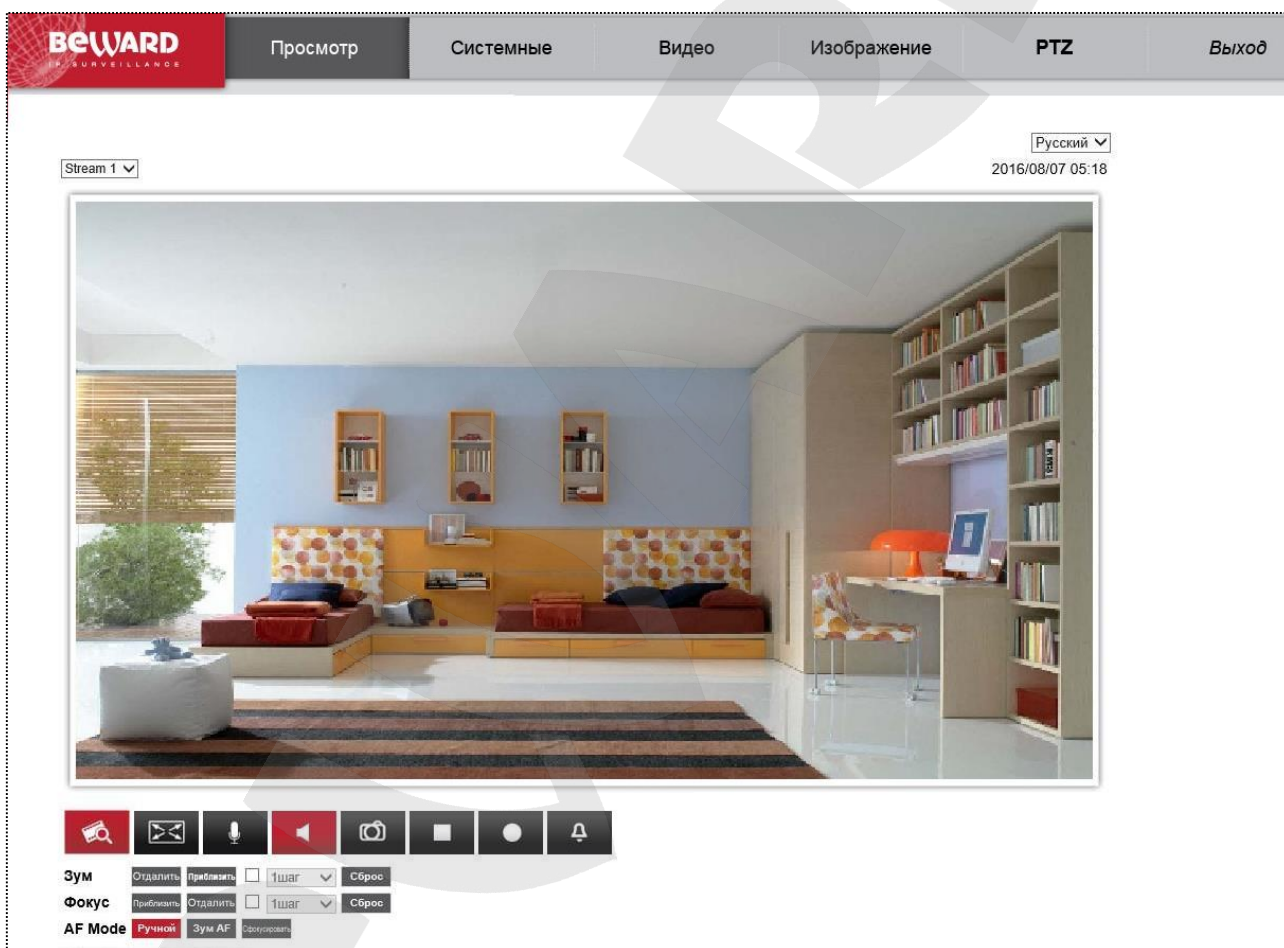 BEWARD
IP SURVEILLANCE
Просмотр
Системные
Видео
Изображение
PTZ
Выход
Русский
Stream 1
2016/08/07 05:18
Зум
Отдалить
Приблизить
1шаг
Сброс
Фокус
Приблизить
Отдалить
1шаг
Сброс
AF Mode
Ручной
Зум AF
Сфокусировать